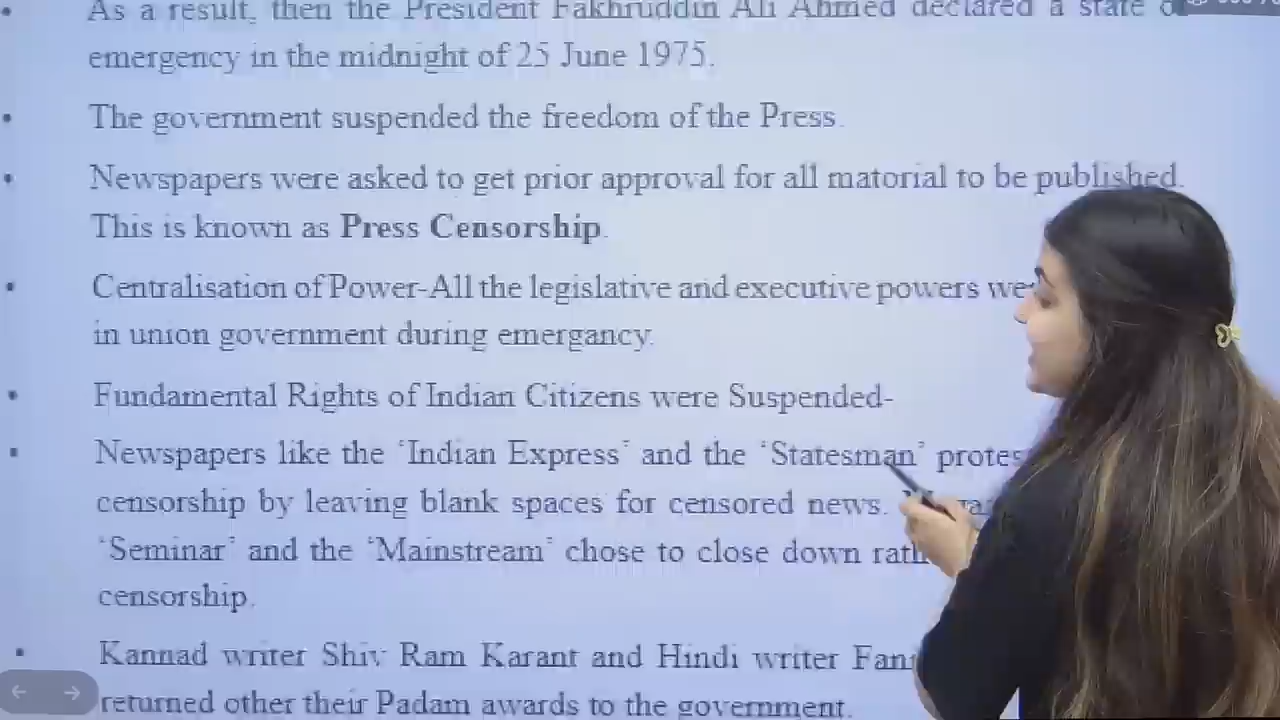 As a result, then the President Fakhruddin Ali Ahmed declared a state
emergency in the midnight of 25 June 1975.
The government suspended the freedom of the Press.
Newspapers were asked to get prior approval for all matorial to be published.
This is known as Press Censorship.
Centralisation of Power-All the legislative and executive powers
in union government during emergancy.
Fundamental Rights of Indian Citizens were Suspended-
Newspapers like the 'Indian Express' and the 'Statesman'
censorship by leaving blank spaces for censored news.
'Seminar' and the 'Mainstream' chose to close down
censorship.
Kannad writer Shiv Ram Karant and Hindi writer
returned other their Padam awards to the government.